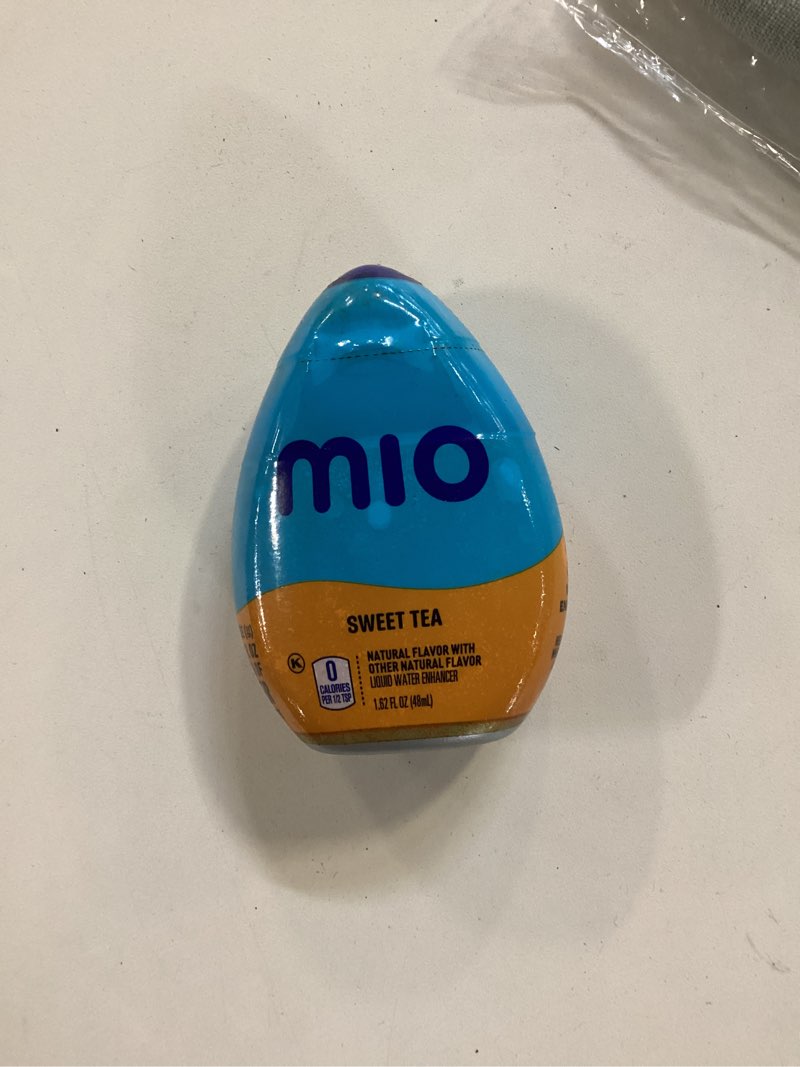 mio
SWEET TEA
K
0
CALORIES
PER 1/2 TSP
NATURAL FLAVOR WITH
OTHER NATURAL FLAVOR
LIQUID WATER ENHANCER
1.62 FL OZ (48mL)